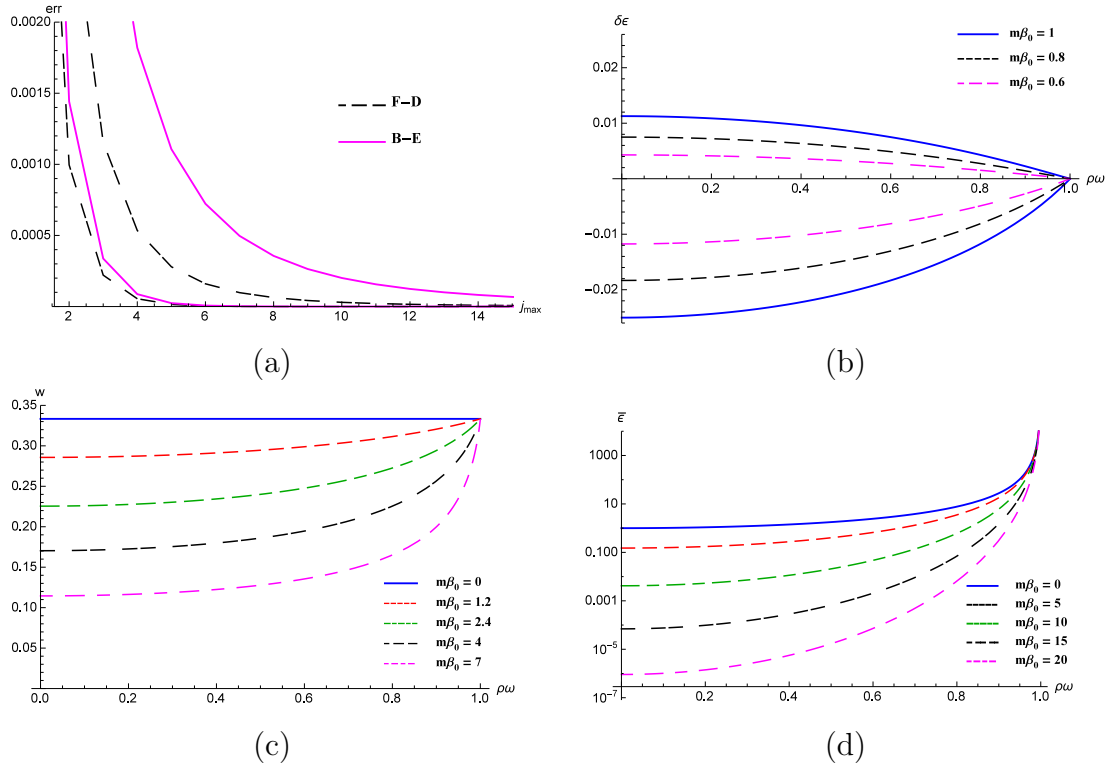 err
0.0020
0.0015
0.0010
0.0005
2 4 6 8 10 12 14
jmax
F–D
B–E
(a)
δϵ
0.02
0.01
−0.01
−0.02
0.2 0.4 0.6 0.8 1.0
ρω
mβ0 = 1
mβ0 = 0.8
mβ0 = 0.6
(b)
w
0.35
0.30
0.25
0.20
0.15
0.10
0.05
0.0 0.2 0.4 0.6 0.8 1.0
ρω
mβ0 = 0
mβ0 = 1.2
mβ0 = 2.4
mβ0 = 4
mβ0 = 7
(c)
ϵ̅
1000
10
0.100
0.001
10−5
10−7
0.2 0.4 0.6 0.8 1.0
ρω
mβ0 = 0
mβ0 = 5
mβ0 = 10
mβ0 = 15
mβ0 = 20
(d)